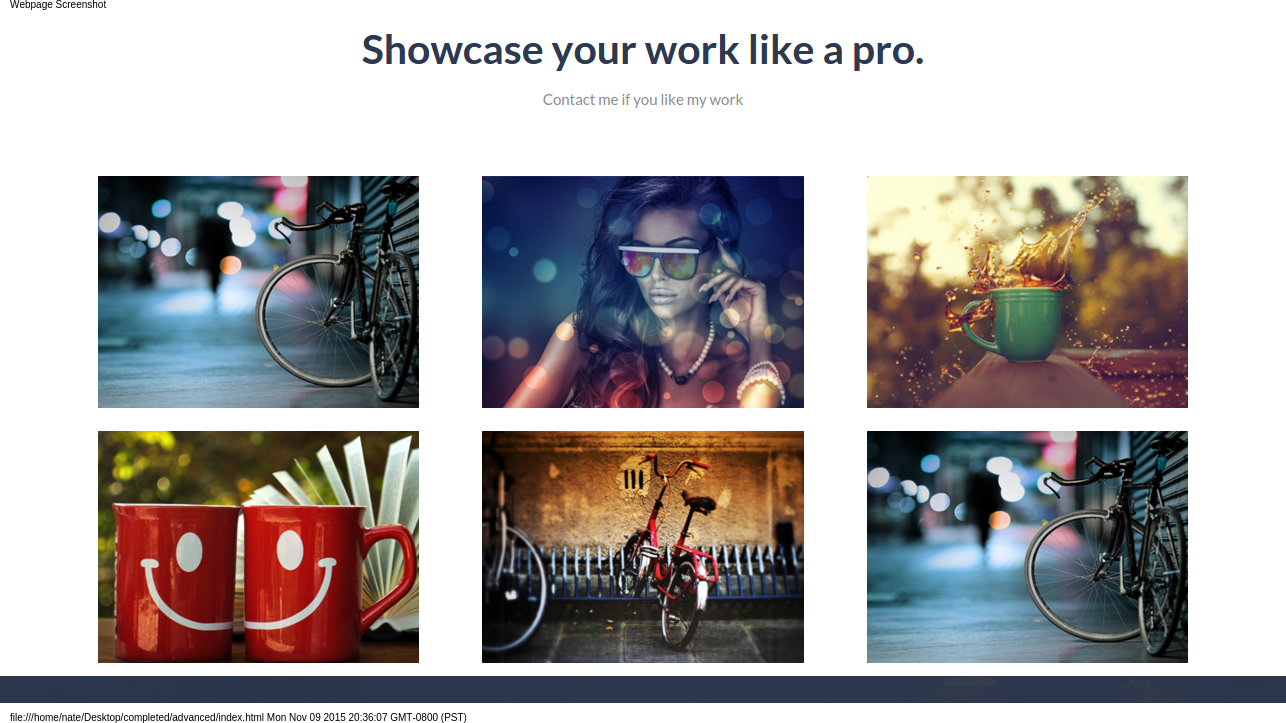 Webpage Screenshot
Showcase your work like a pro.
Contact me if you like my work
file:///home/nate/Desktop/completed/advanced/index.html Mon Nov 09 2015 20:36:07 GMT-0800 (PST)